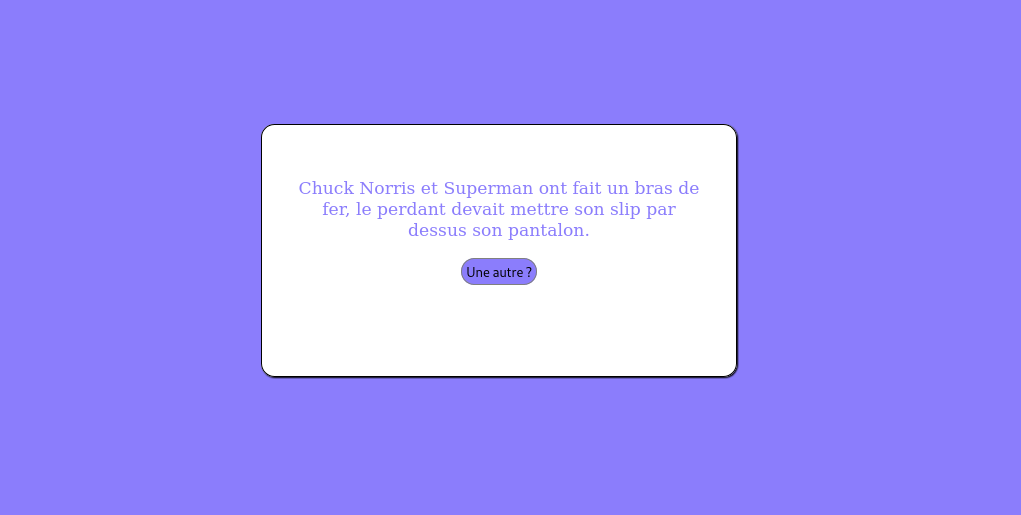 Chuck Norris et Superman ont fait un bras de
fer, le perdant devait mettre son slip par
dessus son pantalon.
Une autre ?